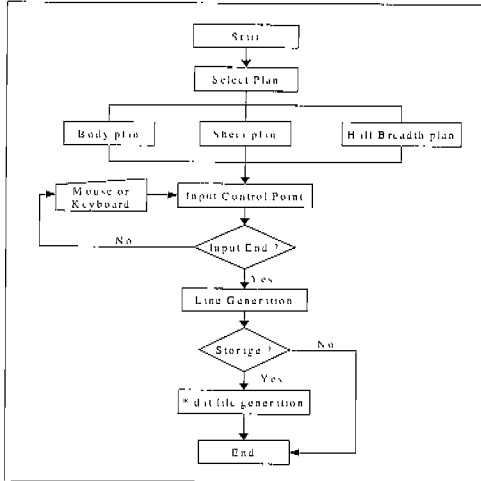 Start
Select Plan
Body plan
Sheer plan
Half Breadth plan
Mouse or
Keyboard
Input Control Point
No
Input End ?
Yes
Line Generation
Storage ?
No
Yes
*.dat file generation
End